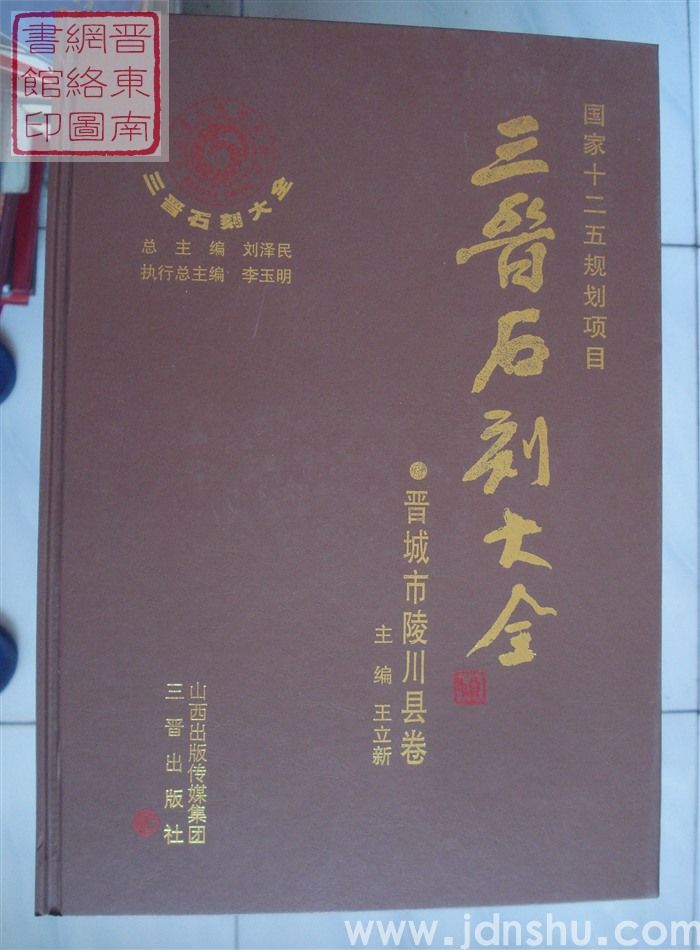 晋东南
網絡圖
書館印
国家十二五规划项目
三晋石刻大全
晋城市陵川县卷
主编 王立新
三晋石刻大全
总主编 刘泽民
执行总主编 李玉明
山西出版传媒集团
三晋出版社
www.jdnshu.com